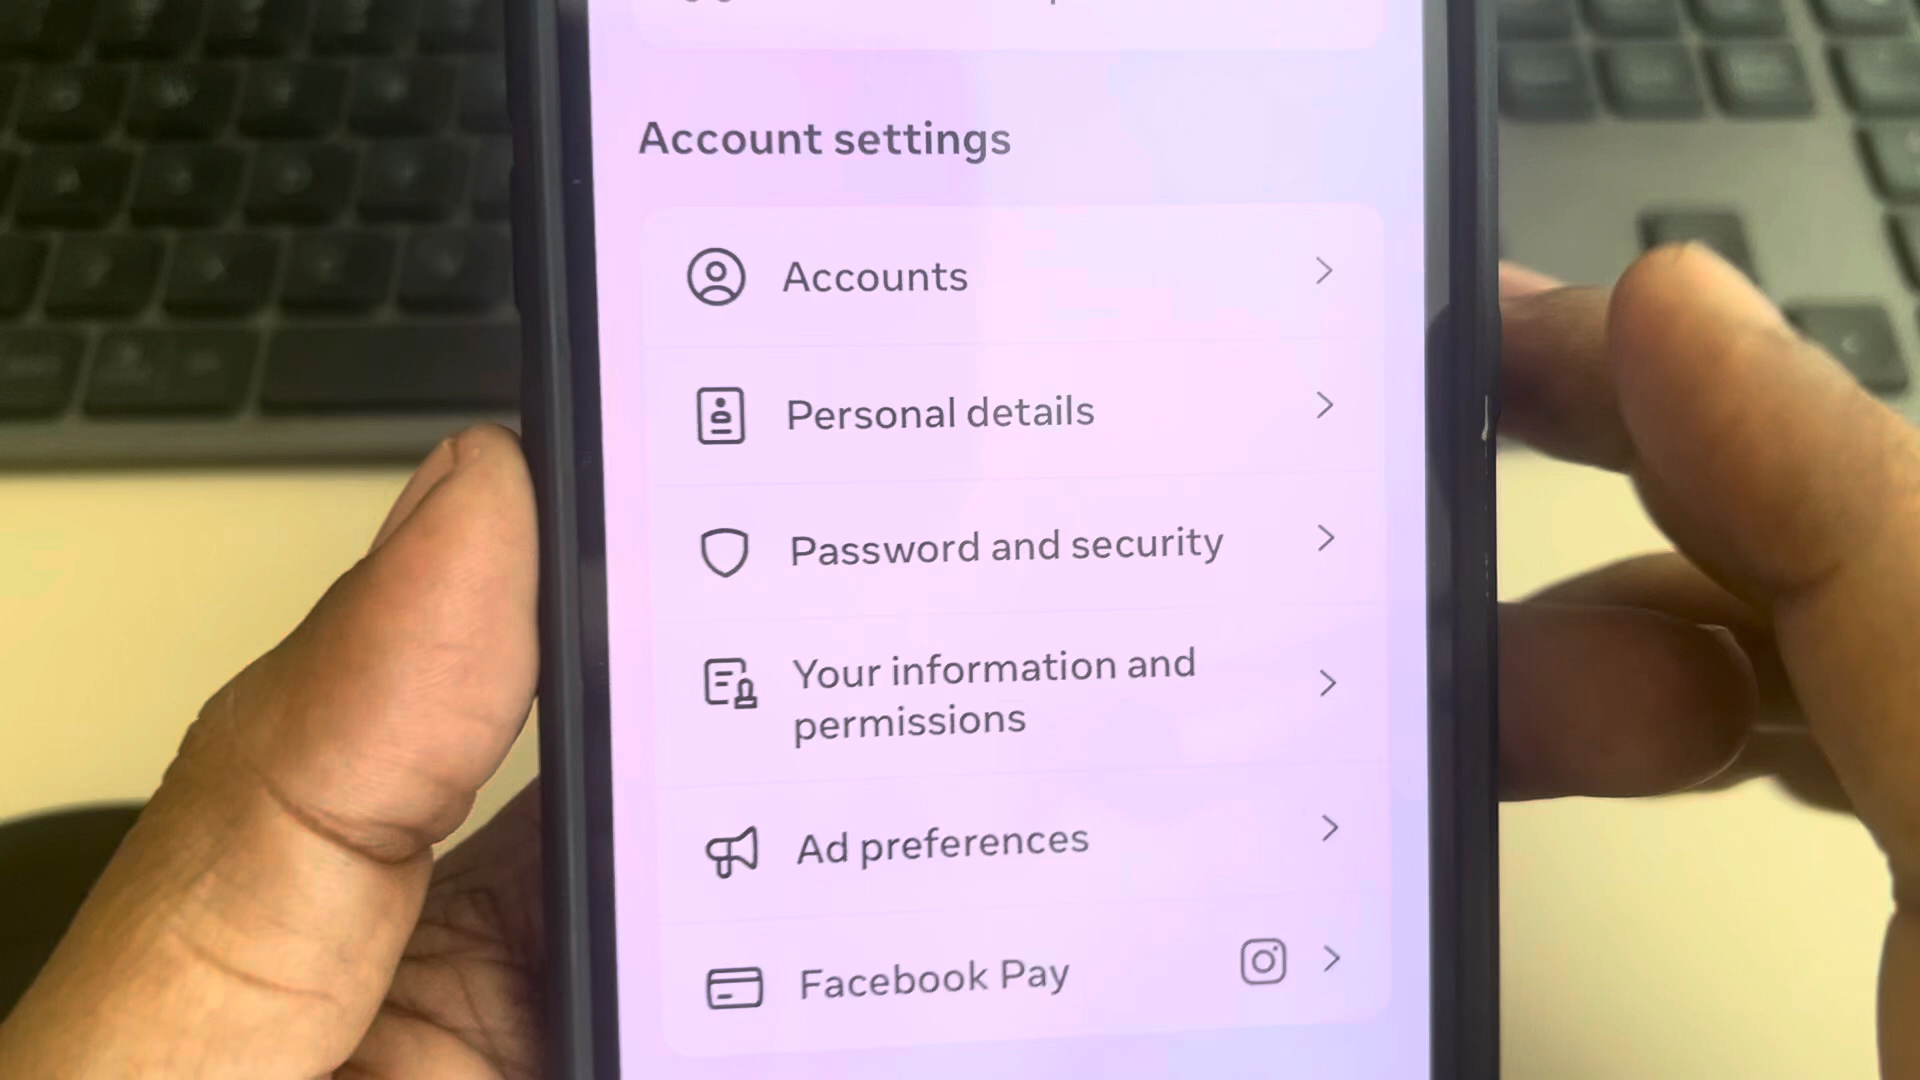 Account settings
Accounts
Personal details
Password and security
Your information and
permissions
Ad preferences
Facebook Pay